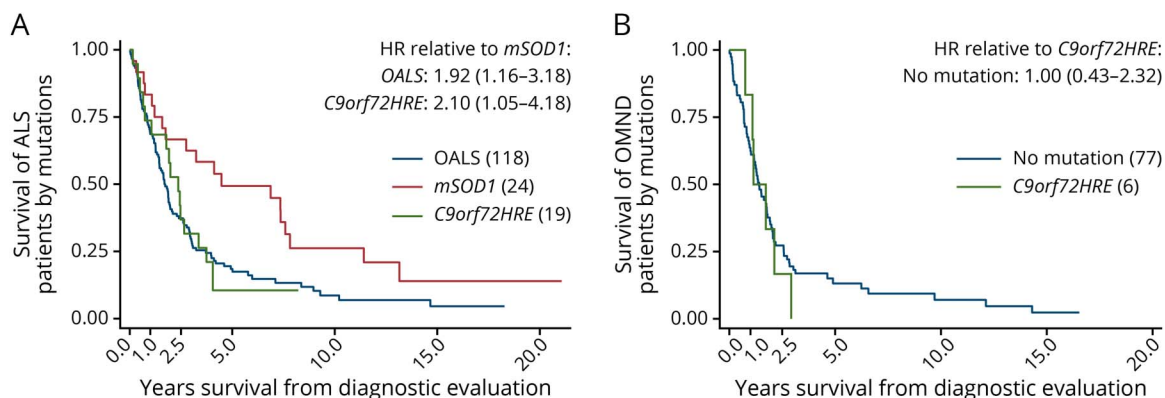 A
Survival of ALS
patients by mutations
1.00
0.75
0.50
0.25
0.00
HR relative to mSOD1:
OALS: 1.92 (1.16–3.18)
C9orf72HRE: 2.10 (1.05–4.18)
OALS (118)
mSOD1 (24)
C9orf72HRE (19)
0.0 1.0 2.5 5.0 10.0 15.0 20.0
Years survival from diagnostic evaluation
B
Survival of OMND
patients by mutations
1.00
0.75
0.50
0.25
0.00
HR relative to C9orf72HRE:
No mutation: 1.00 (0.43–2.32)
No mutation (77)
C9orf72HRE (6)
0.0 1.0 2.5 5.0 10.0 15.0 20.0
Years survival from diagnostic evaluation